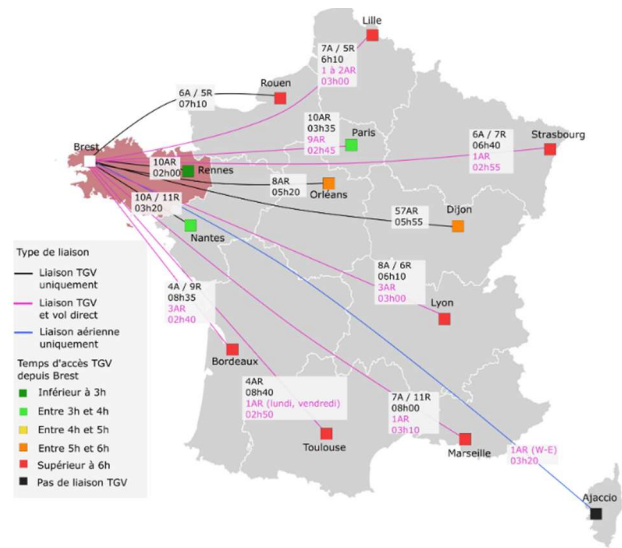 Lille
7A / 5R
6h10
1 à 2AR
03h00
Rouen
6A / 5R
07h10
10AR
03h35
9AR
02h45
Paris
6A / 7R
06h40
1AR
02h55
Strasbourg
Brest
10AR
02h00
Rennes
8AR
05h20
Orléans
10A / 11R
03h20
Nantes
57AR
05h55
Dijon
Type de liaison
Liaison TGV
uniquement
Liaison TGV
et vol direct
Liaison aérienne
uniquement
Temps d'accès TGV
depuis Brest
Inférieur à 3h
Entre 3h et 4h
Entre 4h et 5h
Entre 5h et 6h
Supérieur à 6h
Pas de liaison TGV
8A / 6R
06h10
3AR
03h00
Lyon
4A / 9R
08h35
3AR
02h40
Bordeaux
4AR
08h40
1AR (lundi, vendredi)
02h50
Toulouse
7A / 11R
08h00
1AR
03h10
Marseille
1AR (W-E)
03h20
Ajaccio